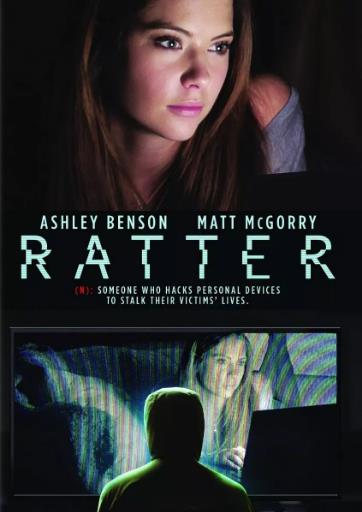 ASHLEY BENSON MATT McGORRY
RATTER
(N): SOMEONE WHO HACKS PERSONAL DEVICES
TO STALK THEIR VICTIMS' LIVES.